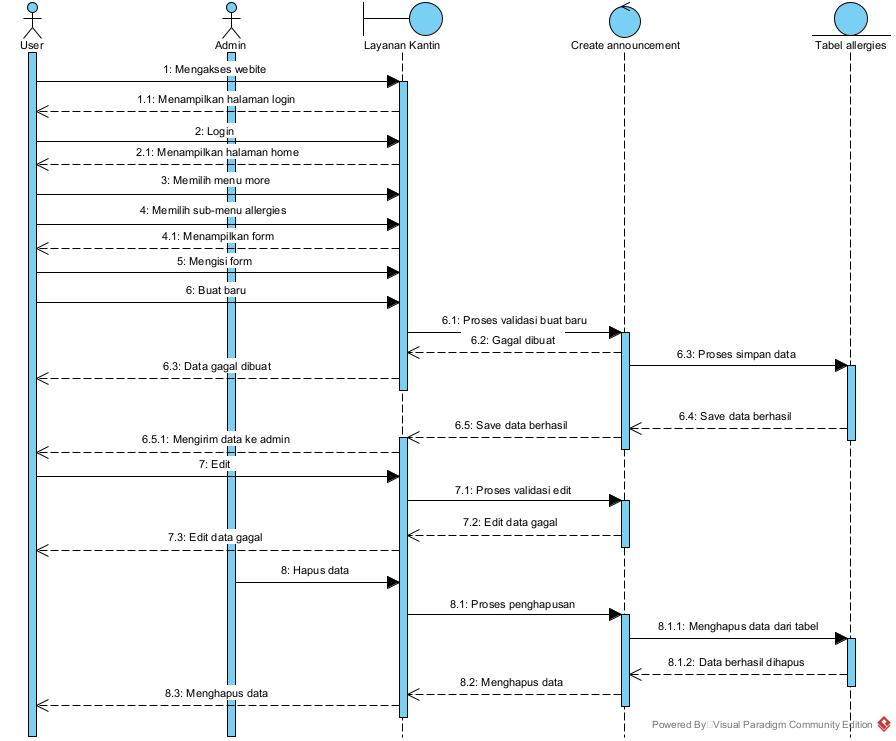 User
Admin
Layanan Kantin
Create announcement
Tabel allergies
1: Mengakses webite
1.1: Menampilkan halaman login
2: Login
2.1: Menampilkan halaman home
3: Memilih menu more
4: Memilih sub-menu allergies
4.1: Menampilkan form
5: Mengisi form
6: Buat baru
6.1: Proses validasi buat baru
6.2: Gagal dibuat
6.3: Proses simpan data
6.3: Data gagal dibuat
6.4: Save data berhasil
6.5: Save data berhasil
6.5.1: Mengirim data ke admin
7: Edit
7.1: Proses validasi edit
7.2: Edit data gagal
7.3: Edit data gagal
8: Hapus data
8.1: Proses penghapusan
8.1.1: Menghapus data dari tabel
8.1.2: Data berhasil dihapus
8.2: Menghapus data
8.3: Menghapus data
Powered By Visual Paradigm Community Edition